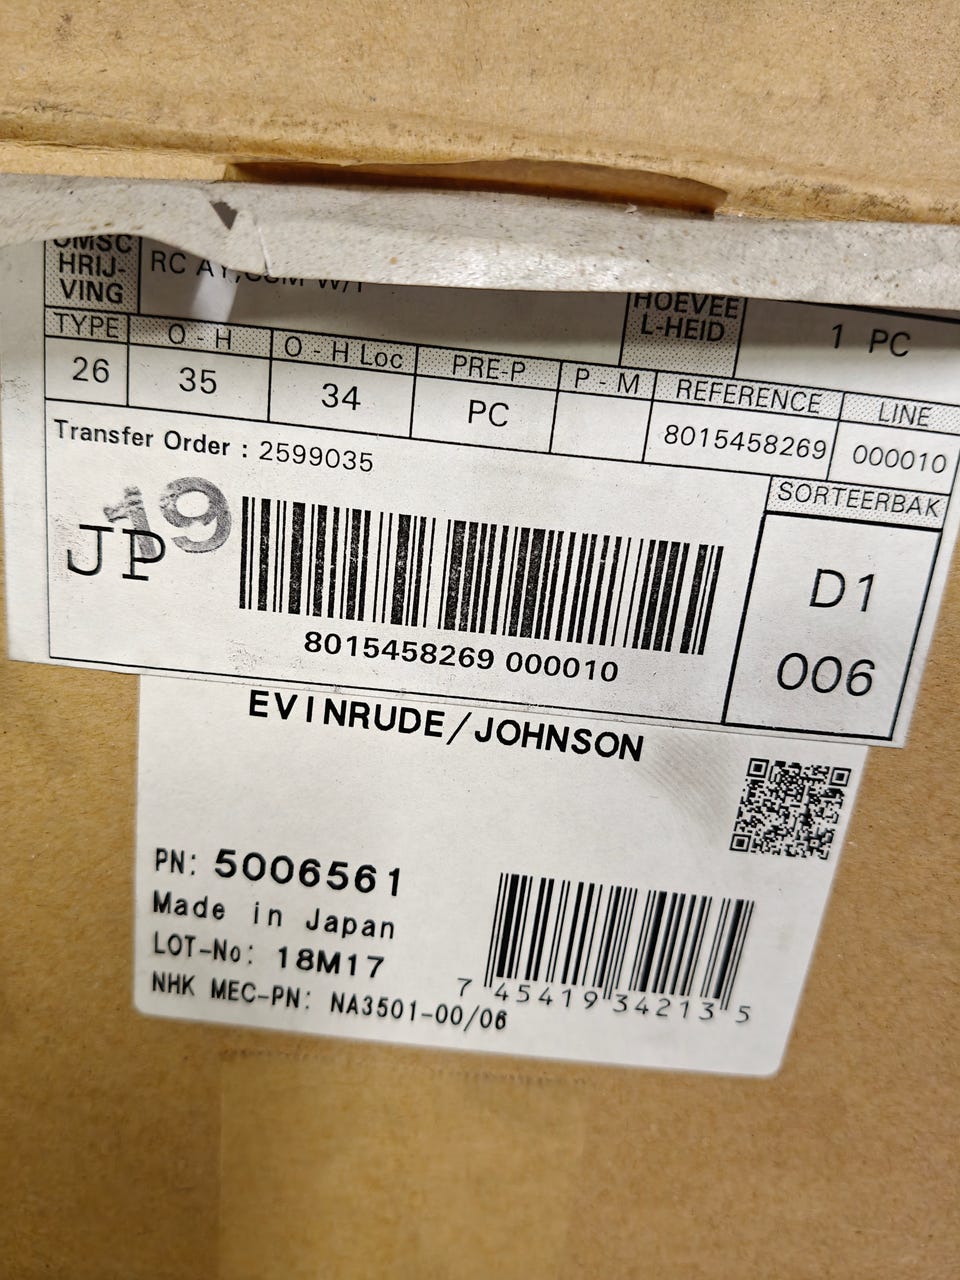 OMSC
HRIJ-
VING
RC AY,COM W/T
HOEVEE
L-HEID
1 PC
TYPE O - H O - H Loc PRE-P P - M REFERENCE LINE
26 35 34 PC 8015458269 000010
Transfer Order : 2599035
SORTEERBAK
19
JP
D1
006
8015458269 000010
EVINRUDE/JOHNSON
PN: 5006561
Made in Japan
LOT-No: 18M17
NHK MEC-PN: NA3501-00/06
7 45419 34213 5